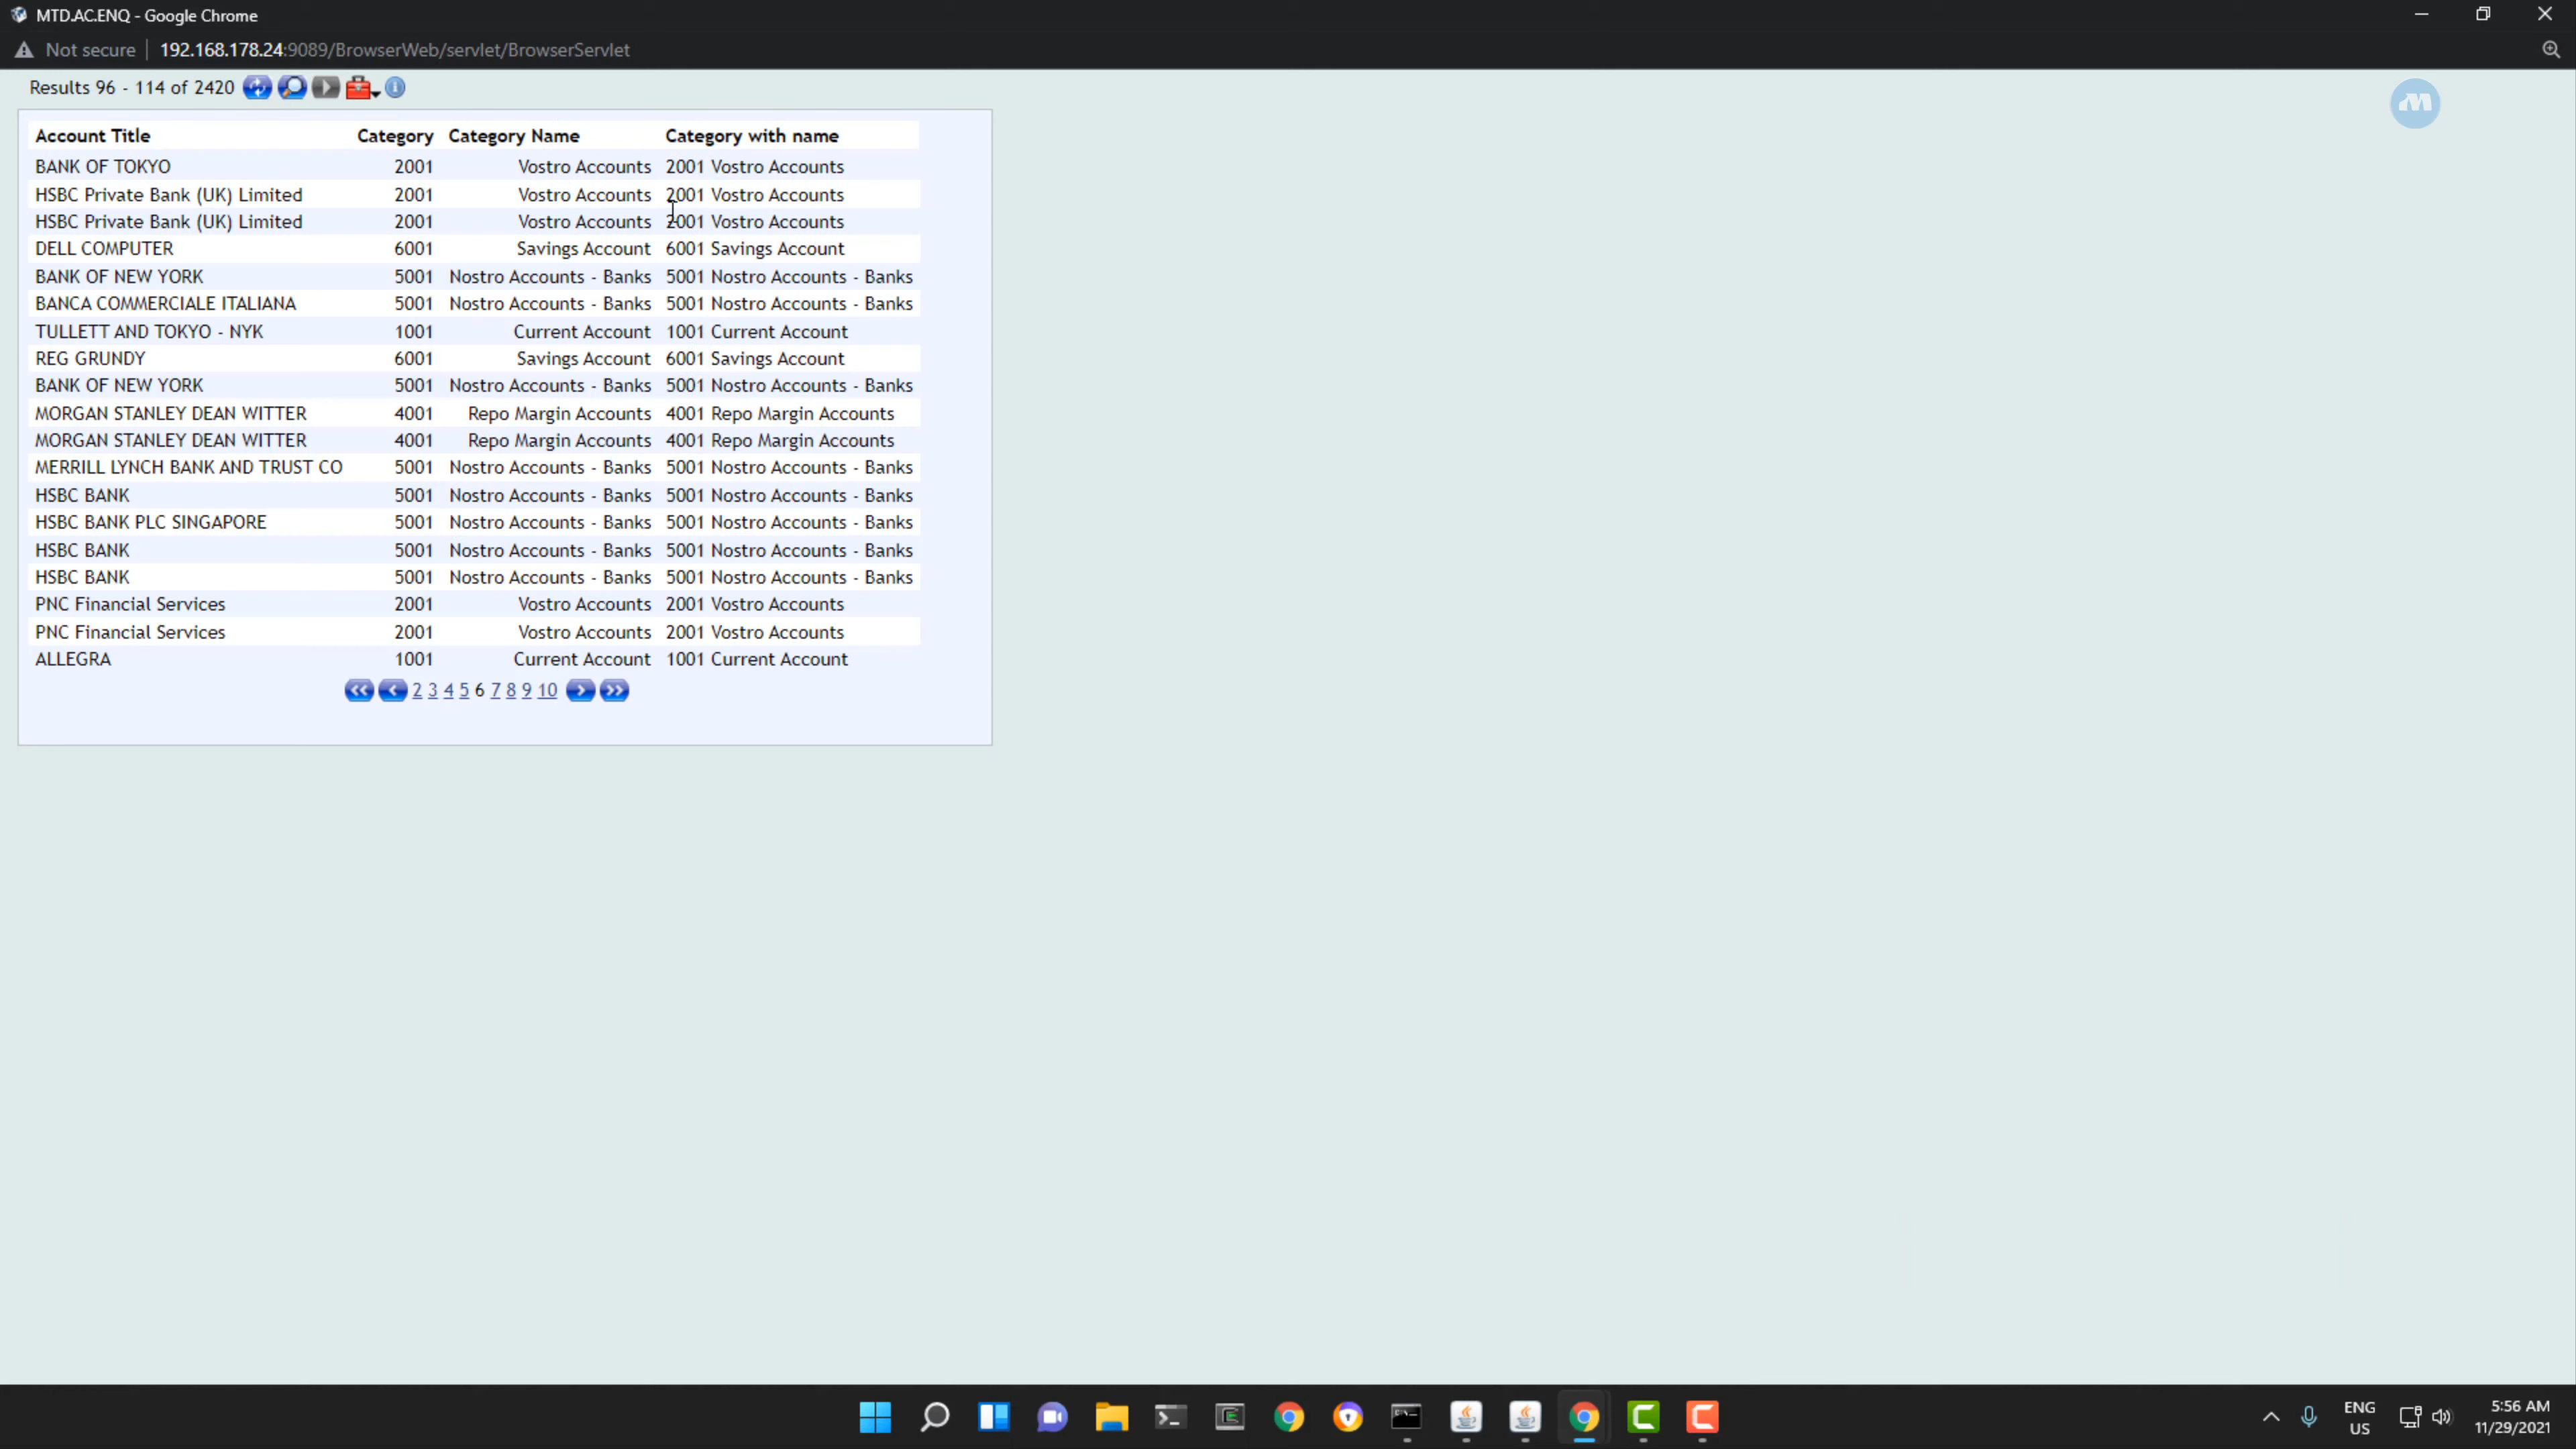 MTD.AC.ENQ - Google Chrome
Not secure 192.168.178.24:9089/BrowserWeb/servlet/BrowserServlet
Results 96 - 114 of 2420
Account Title Category Category Name Category with name
BANK OF TOKYO 2001 Vostro Accounts 2001 Vostro Accounts
HSBC Private Bank (UK) Limited 2001 Vostro Accounts 2001 Vostro Accounts
HSBC Private Bank (UK) Limited 2001 Vostro Accounts 2001 Vostro Accounts
DELL COMPUTER 6001 Savings Account 6001 Savings Account
BANK OF NEW YORK 5001 Nostro Accounts - Banks 5001 Nostro Accounts - Banks
BANCA COMMERCIALE ITALIANA 5001 Nostro Accounts - Banks 5001 Nostro Accounts - Banks
TULLETT AND TOKYO - NYK 1001 Current Account 1001 Current Account
REG GRUNDY 6001 Savings Account 6001 Savings Account
BANK OF NEW YORK 5001 Nostro Accounts - Banks 5001 Nostro Accounts - Banks
MORGAN STANLEY DEAN WITTER 4001 Repo Margin Accounts 4001 Repo Margin Accounts
MORGAN STANLEY DEAN WITTER 4001 Repo Margin Accounts 4001 Repo Margin Accounts
MERRILL LYNCH BANK AND TRUST CO 5001 Nostro Accounts - Banks 5001 Nostro Accounts - Banks
HSBC BANK 5001 Nostro Accounts - Banks 5001 Nostro Accounts - Banks
HSBC BANK PLC SINGAPORE 5001 Nostro Accounts - Banks 5001 Nostro Accounts - Banks
HSBC BANK 5001 Nostro Accounts - Banks 5001 Nostro Accounts - Banks
HSBC BANK 5001 Nostro Accounts - Banks 5001 Nostro Accounts - Banks
PNC Financial Services 2001 Vostro Accounts 2001 Vostro Accounts
PNC Financial Services 2001 Vostro Accounts 2001 Vostro Accounts
ALLEGRA 1001 Current Account 1001 Current Account
2 3 4 5 6 7 8 9 10
ENG
US
5:56 AM
11/29/2021